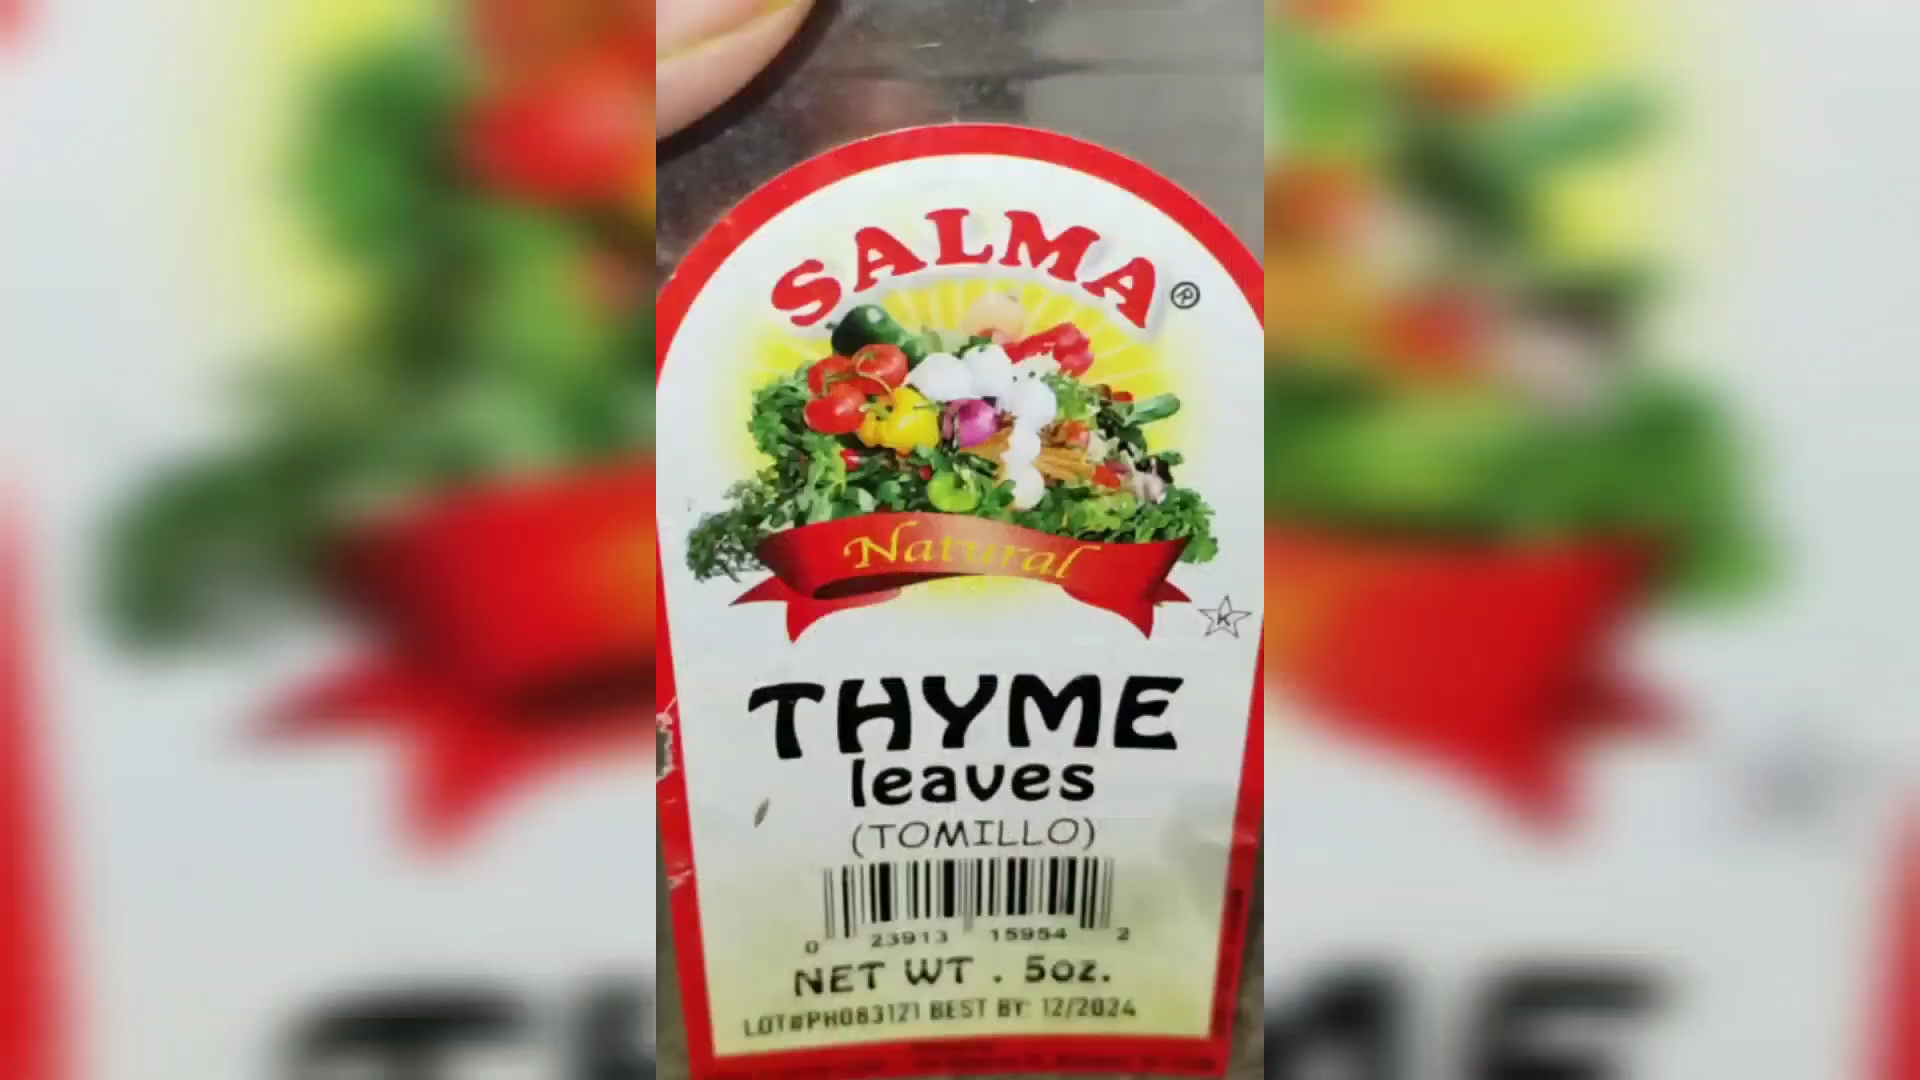 SALMA®
Natural
K
THYME
leaves
(TOMILLO)
0 23913 15954 2
NET WT . 5oz.
LOT#PH083121 BEST BY: 12/2024